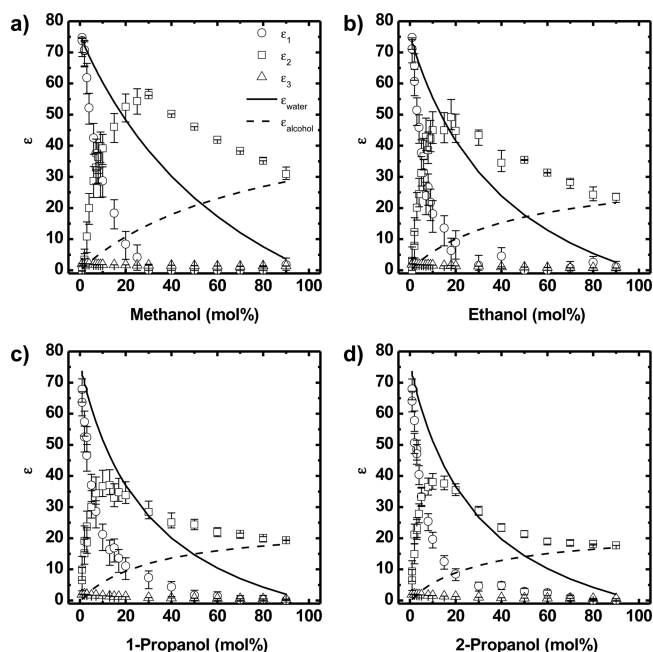 a)
b)
80
70
60
50
40
30
20
10
0
ε
0 20 40 60 80 100
Methanol (mol%)
ε1
ε2
ε3
εwater
εalcohol
80
70
60
50
40
30
20
10
0
ε
0 20 40 60 80 100
Ethanol (mol%)
c)
d)
80
70
60
50
40
30
20
10
0
ε
0 20 40 60 80 100
1-Propanol (mol%)
80
70
60
50
40
30
20
10
0
ε
0 20 40 60 80 100
2-Propanol (mol%)